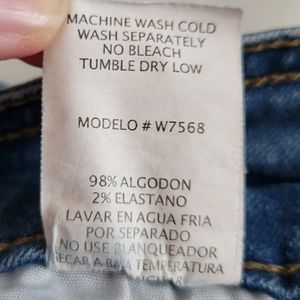 MACHINE WASH COLD
WASH SEPARATELY
NO BLEACH
TUMBLE DRY LOW
MODELO # W7568
98% ALGODON
2% ELASTANO
LAVAR EN AGUA FRIA
POR SEPARADO
NO USE BLANQUEADOR
SECAR A BAJA TEMPERATURA